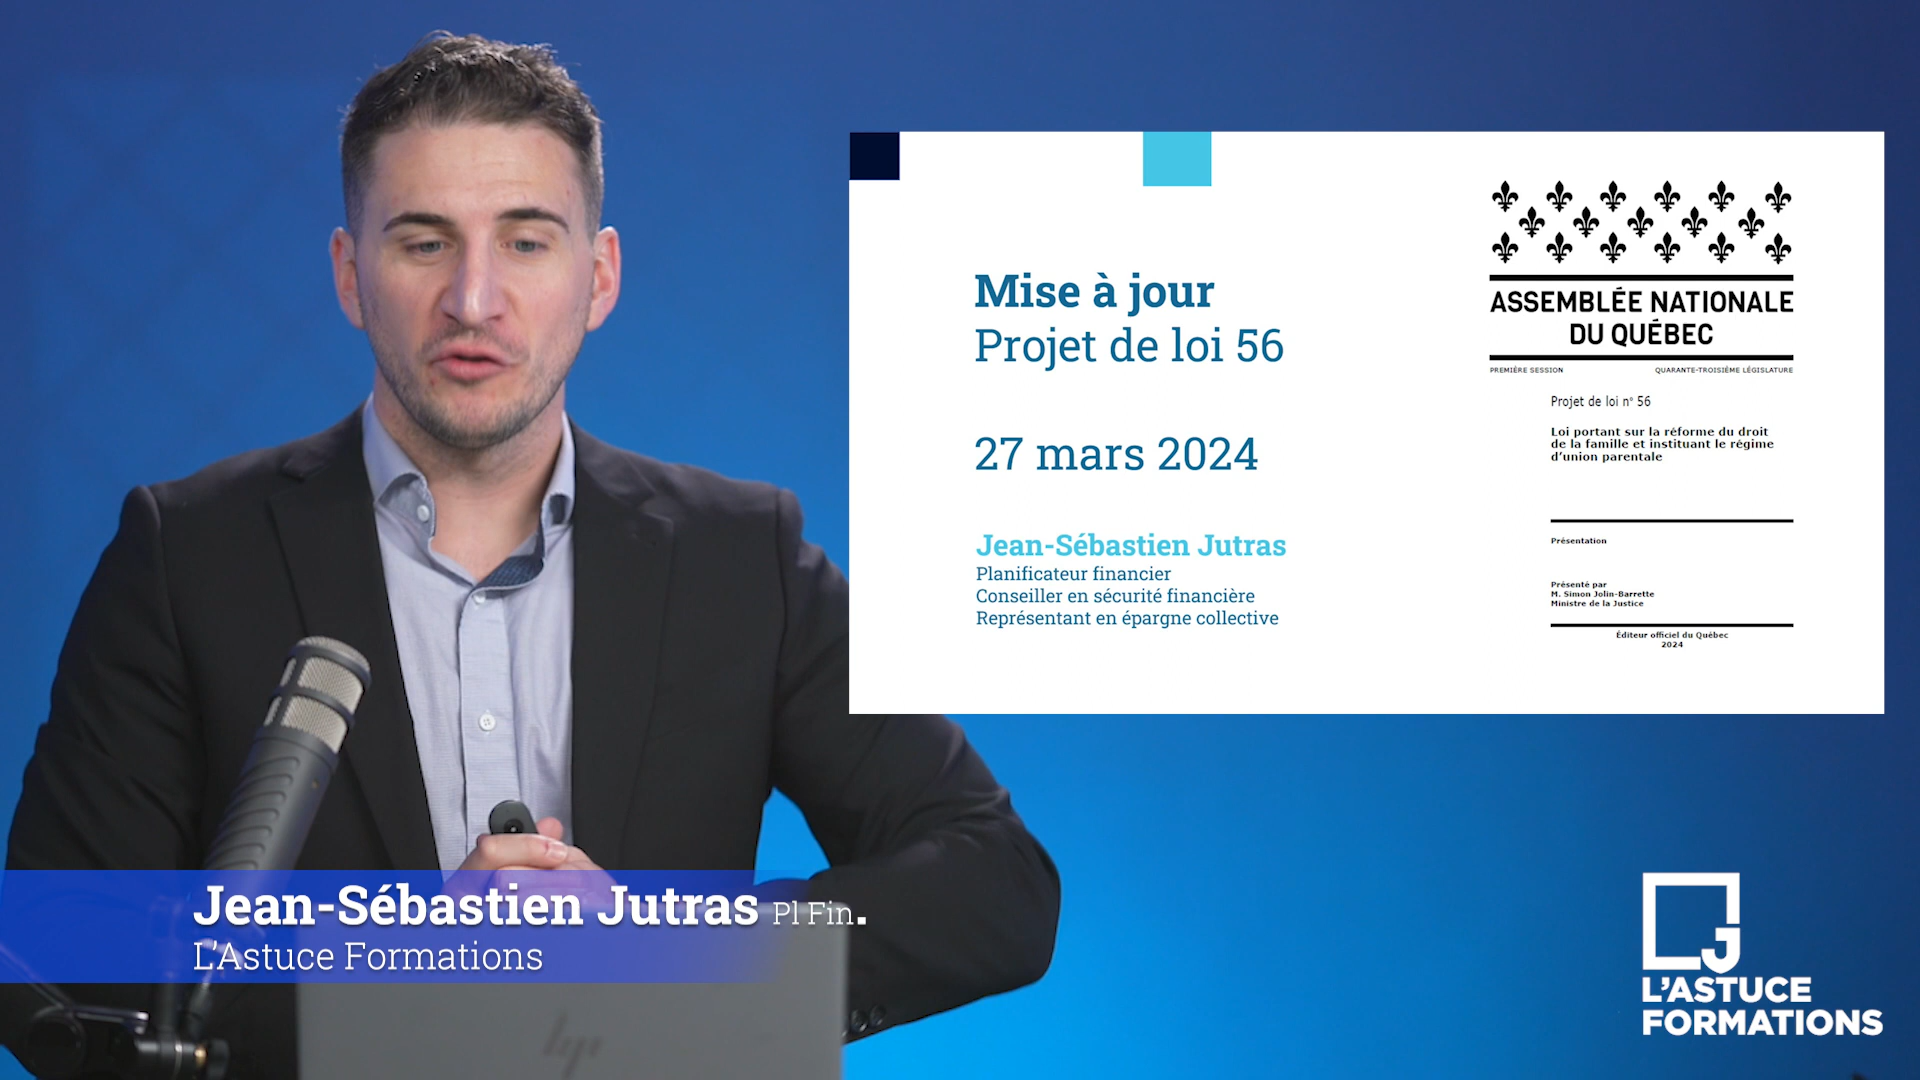 Mise à jour
Projet de loi 56
27 mars 2024
Jean-Sébastien Jutras
Planificateur financier
Conseiller en sécurité financière
Représentant en épargne collective
ASSEMBLÉE NATIONALE
DU QUÉBEC
PREMIÈRE SESSION QUARANTE-TROISIÈME LÉGISLATURE
Projet de loi n° 56
Loi portant sur la réforme du droit
de la famille et instituant le régime
d'union parentale
Présentation
Présenté par
M. Simon Jolin-Barrette
Ministre de la Justice
Éditeur officiel du Québec
2024
Jean-Sébastien Jutras Pl Fin.
L'Astuce Formations
hp
L'ASTUCE
FORMATIONS